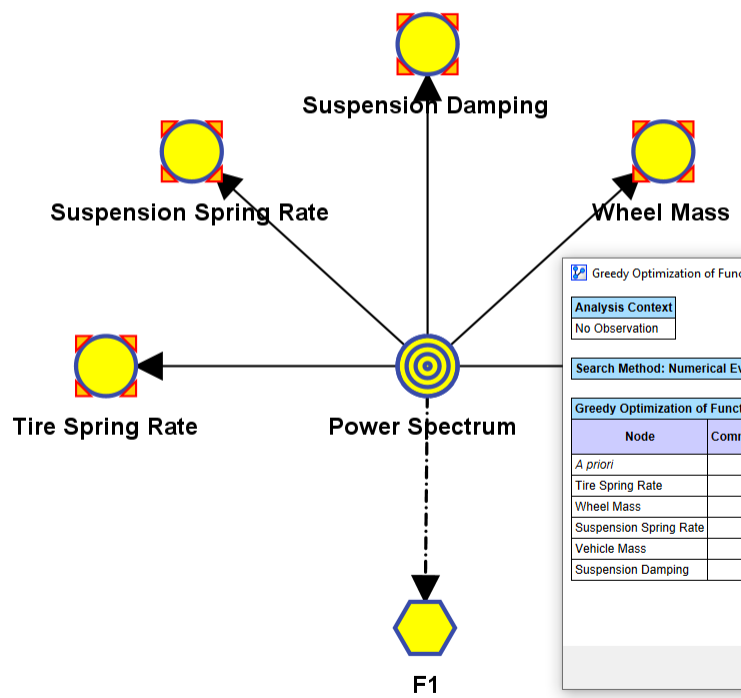 Suspension Damping
Suspension Spring Rate
Wheel Mass
Tire Spring Rate
Power Spectrum
F1
Greedy Optimization of Func
Analysis Context
No Observation
Search Method: Numerical Ev
Greedy Optimization of Funct
Node Comm
A priori
Tire Spring Rate
Wheel Mass
Suspension Spring Rate
Vehicle Mass
Suspension Damping